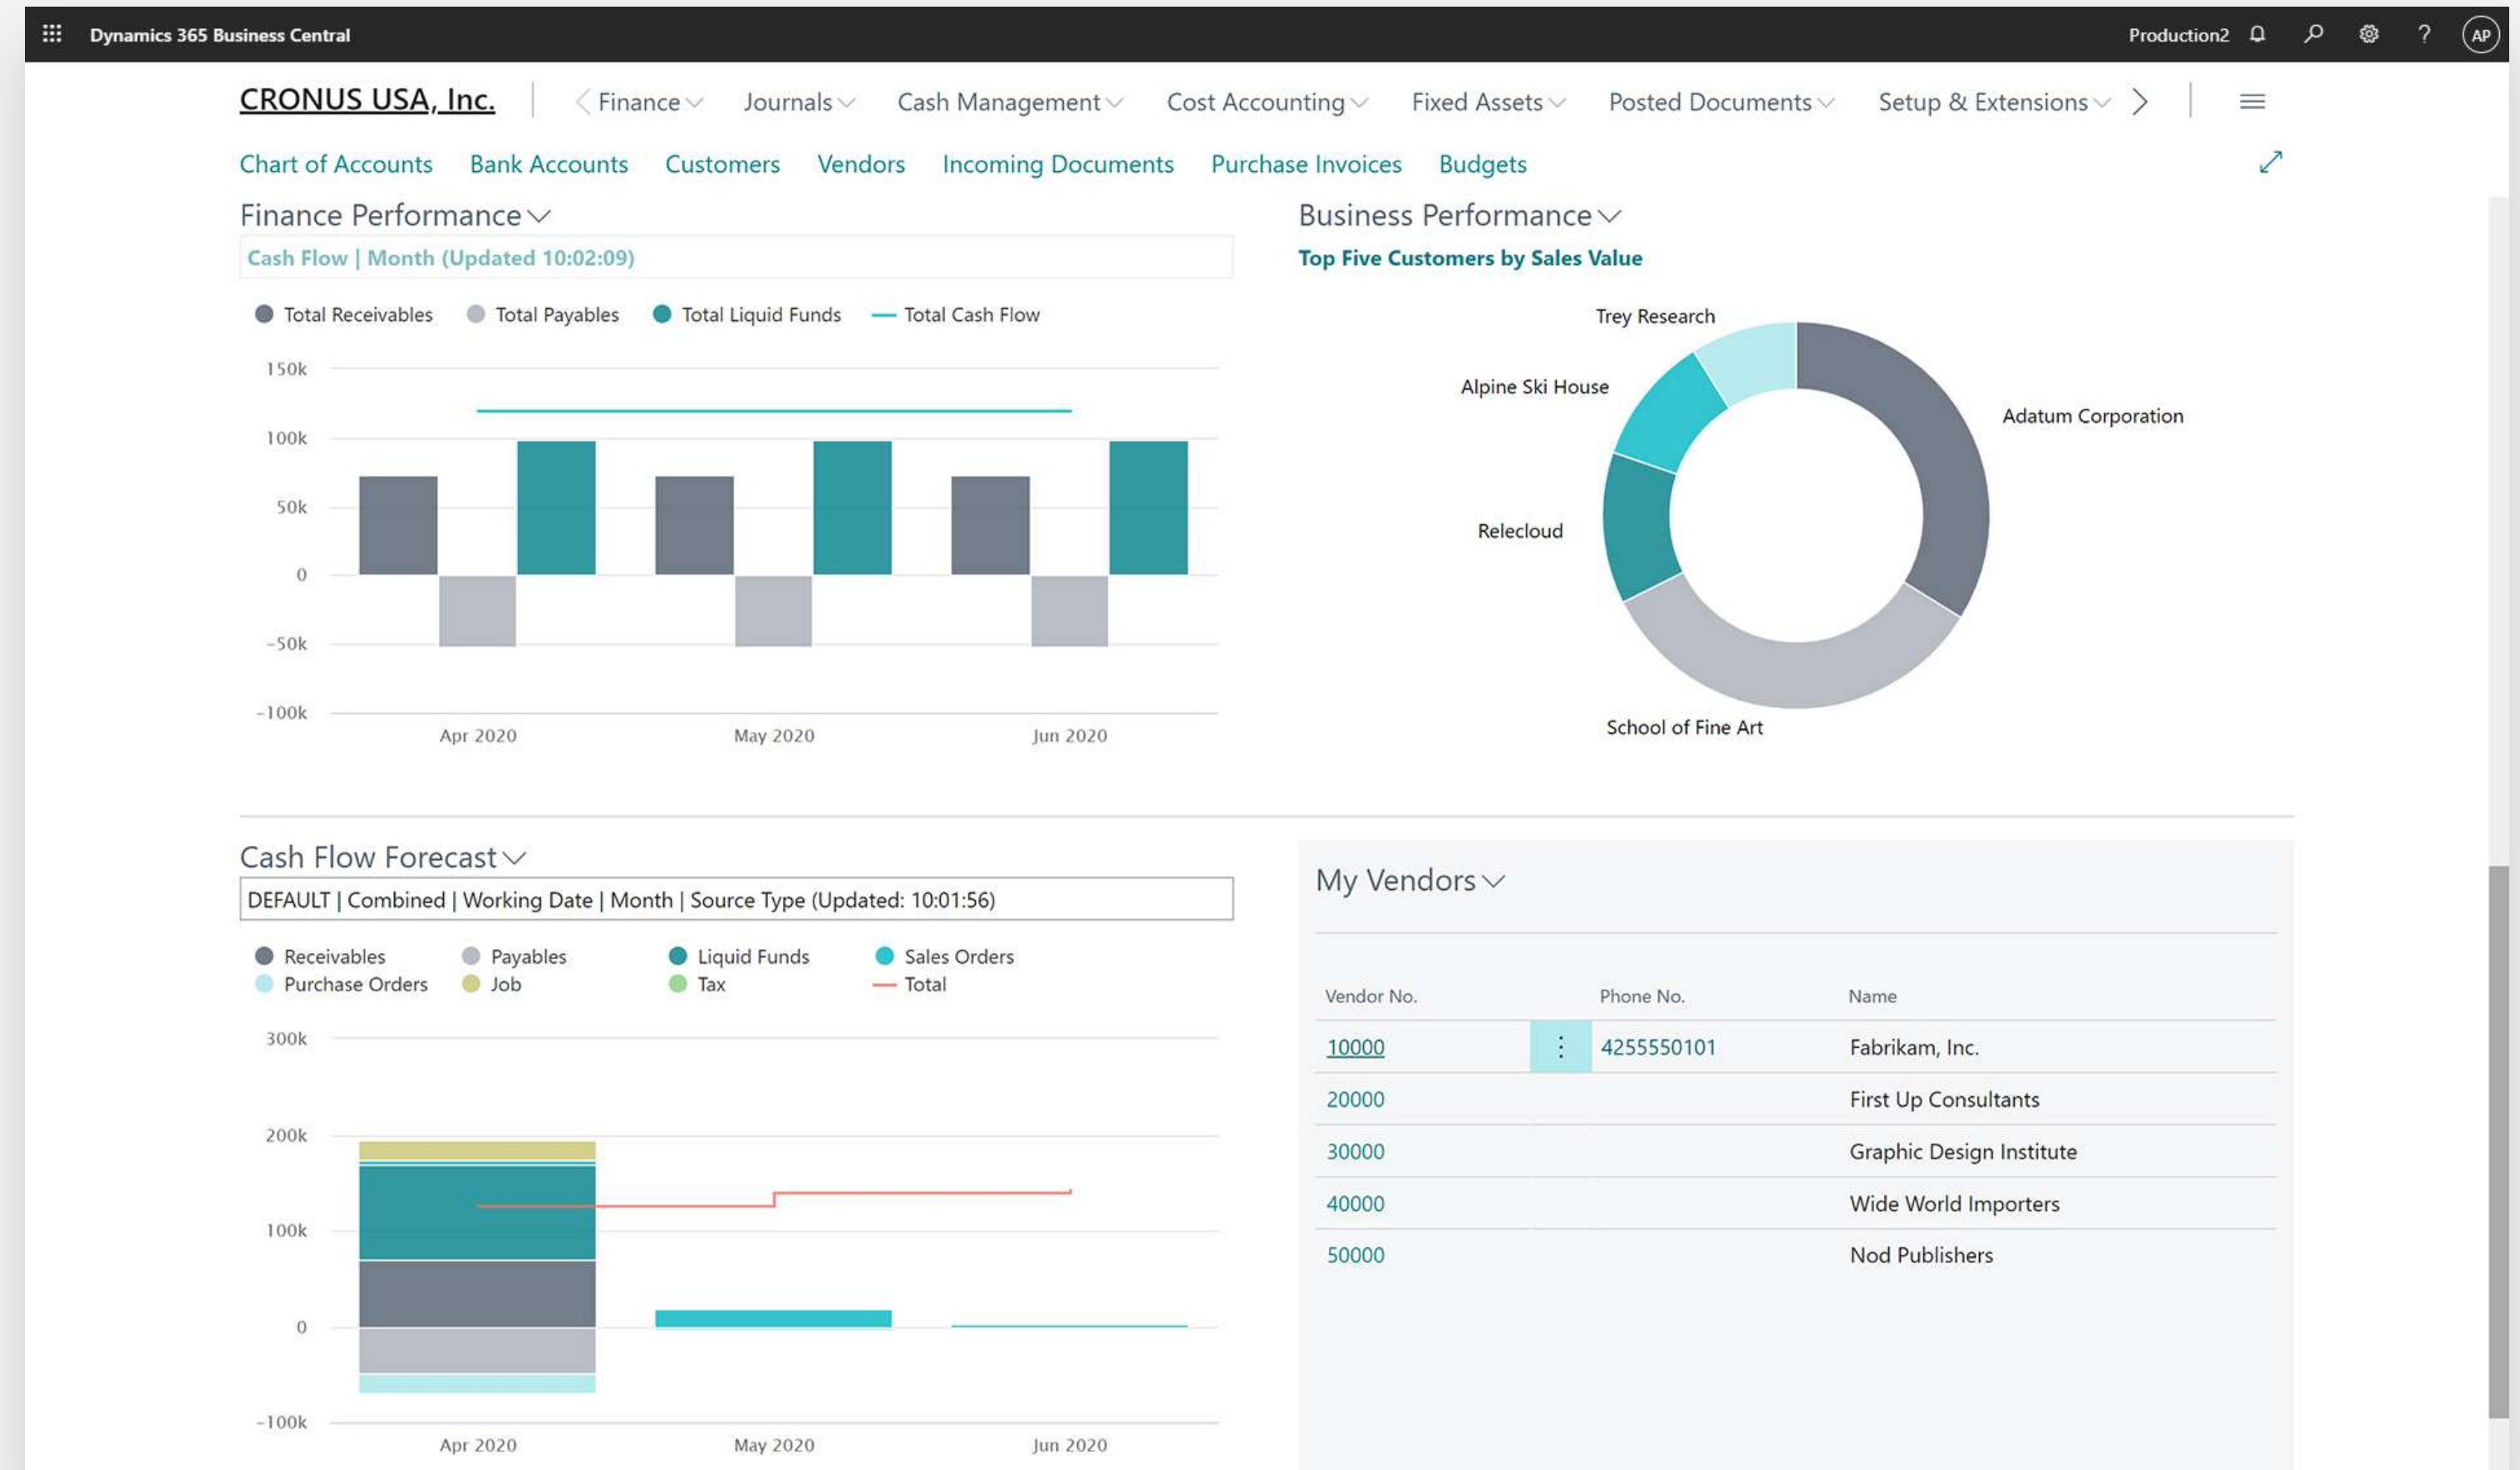 Dynamics 365 Business Central
Production2
?
AP
CRONUS USA, Inc.
Finance Journals Cash Management Cost Accounting Fixed Assets Posted Documents Setup & Extensions
Chart of Accounts Bank Accounts Customers Vendors Incoming Documents Purchase Invoices Budgets
Finance Performance
Cash Flow | Month (Updated 10:02:09)
Total Receivables Total Payables Total Liquid Funds Total Cash Flow
150k
100k
50k
0
-50k
-100k
Apr 2020 May 2020 Jun 2020
Business Performance
Top Five Customers by Sales Value
Trey Research
Alpine Ski House
Adatum Corporation
Relecloud
School of Fine Art
Cash Flow Forecast
DEFAULT | Combined | Working Date | Month | Source Type (Updated: 10:01:56)
Receivables Payables Liquid Funds Sales Orders
Purchase Orders Job Tax Total
300k
200k
100k
0
-100k
Apr 2020 May 2020 Jun 2020
My Vendors
Vendor No. Phone No. Name
10000 4255550101 Fabrikam, Inc.
20000 First Up Consultants
30000 Graphic Design Institute
40000 Wide World Importers
50000 Nod Publishers